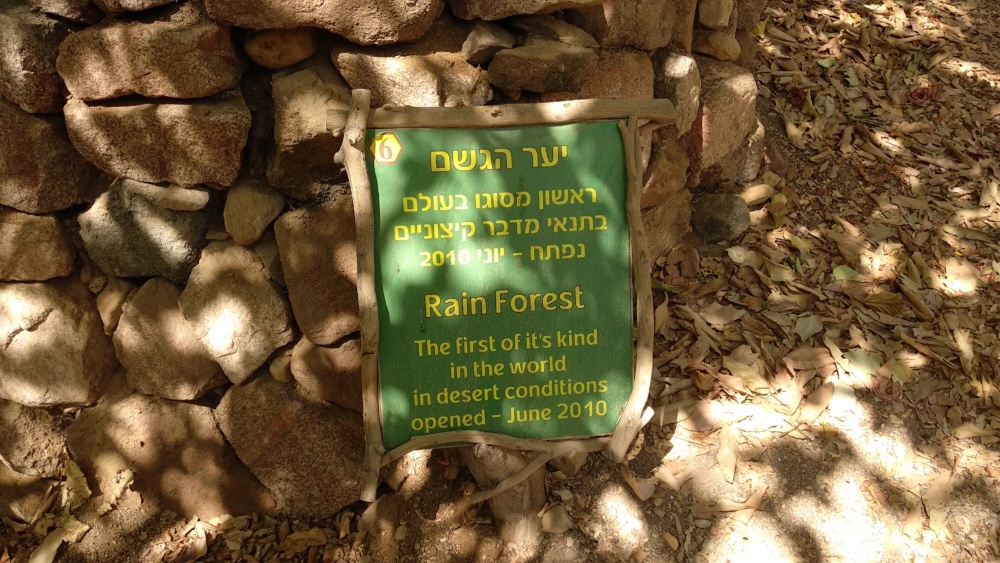 6
יער הגשם
ראשון מסוגו בעולם
בתנאי מדבר קיצוניים
נפתח - יוני 2010
Rain Forest
The first of it's kind
in the world
in desert conditions
opened - June 2010